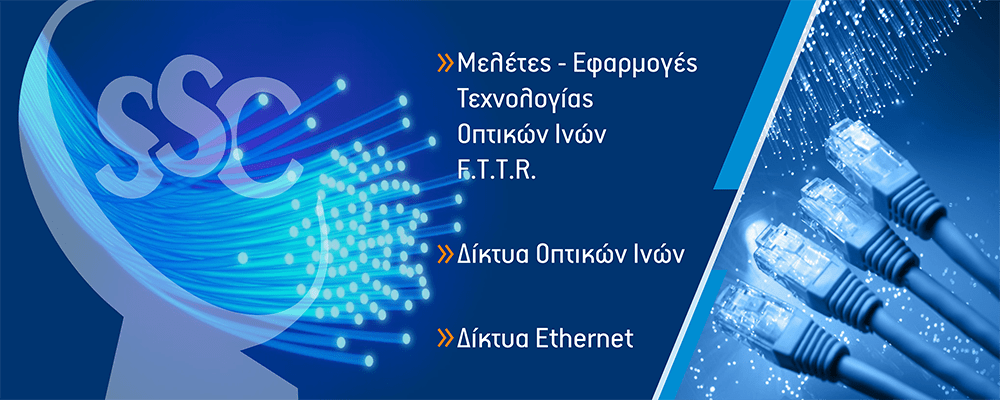 SSC
» Μελέτες - Εφαρμογές
Τεχνολογίας
Οπτικών Ινών
F.T.T.R.
» Δίκτυα Οπτικών Ινών
» Δίκτυα Ethernet